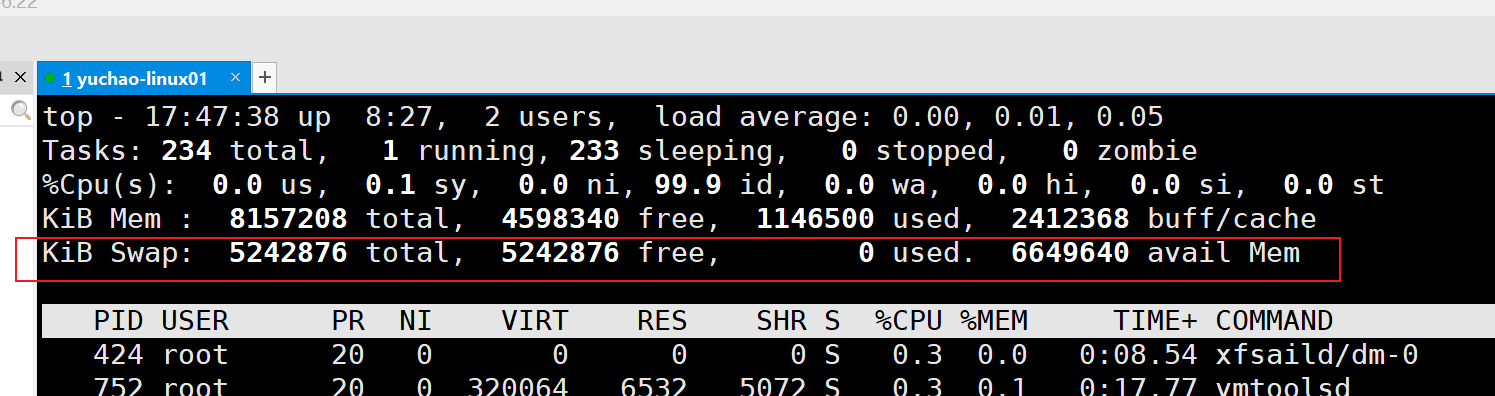 6.22
1 yuchao-linux01 × +
top - 17:47:38 up  8:27,  2 users,  load average: 0.00, 0.01, 0.05
Tasks: 234 total,   1 running, 233 sleeping,   0 stopped,   0 zombie
%Cpu(s):  0.0 us,  0.1 sy,  0.0 ni, 99.9 id,  0.0 wa,  0.0 hi,  0.0 si,  0.0 st
KiB Mem :  8157208 total,  4598340 free,  1146500 used,  2412368 buff/cache
KiB Swap:  5242876 total,  5242876 free,        0 used.  6649640 avail Mem
PID USER      PR  NI    VIRT    RES    SHR S  %CPU %MEM     TIME+ COMMAND
424 root      20   0       0      0      0 S   0.3  0.0   0:08.54 xfsaild/dm-0
752 root      20   0  320064   6532   5072 S   0.3  0.1   0:17.77 vmtoolsd